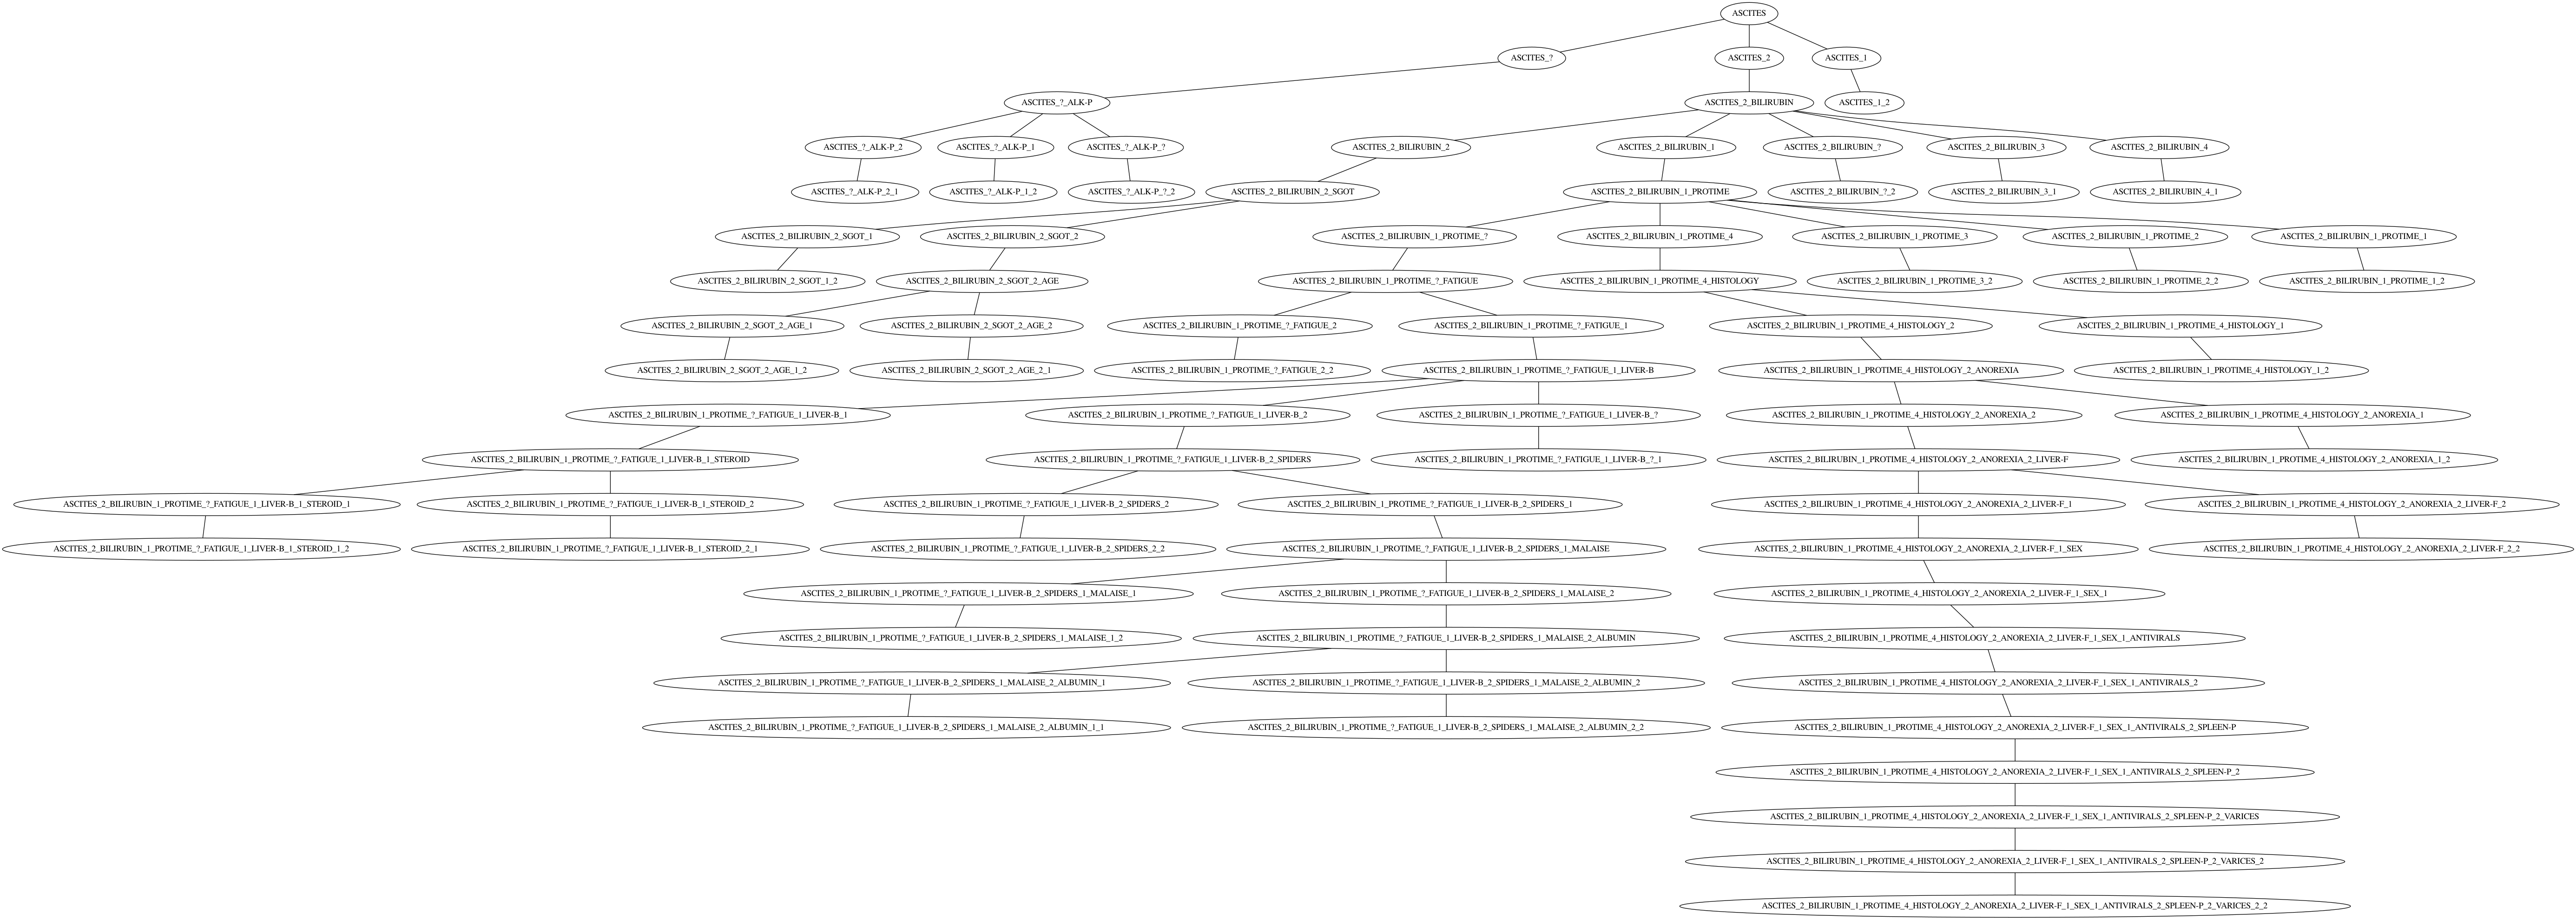 ASCITES
ASCITES_?
ASCITES_2
ASCITES_1
ASCITES_?_ALK-P
ASCITES_2_BILIRUBIN
ASCITES_1_2
ASCITES_?_ALK-P_2
ASCITES_?_ALK-P_1
ASCITES_?_ALK-P_?
ASCITES_2_BILIRUBIN_2
ASCITES_2_BILIRUBIN_1
ASCITES_2_BILIRUBIN_?
ASCITES_2_BILIRUBIN_3
ASCITES_2_BILIRUBIN_4
ASCITES_?_ALK-P_2_1
ASCITES_?_ALK-P_1_2
ASCITES_?_ALK-P_?_2
ASCITES_2_BILIRUBIN_2_SGOT
ASCITES_2_BILIRUBIN_1_PROTIME
ASCITES_2_BILIRUBIN_?_2
ASCITES_2_BILIRUBIN_3_1
ASCITES_2_BILIRUBIN_4_1
ASCITES_2_BILIRUBIN_2_SGOT_1
ASCITES_2_BILIRUBIN_2_SGOT_2
ASCITES_2_BILIRUBIN_1_PROTIME_?
ASCITES_2_BILIRUBIN_1_PROTIME_4
ASCITES_2_BILIRUBIN_1_PROTIME_3
ASCITES_2_BILIRUBIN_1_PROTIME_2
ASCITES_2_BILIRUBIN_1_PROTIME_1
ASCITES_2_BILIRUBIN_2_SGOT_1_2
ASCITES_2_BILIRUBIN_2_SGOT_2_AGE
ASCITES_2_BILIRUBIN_1_PROTIME_?_FATIGUE
ASCITES_2_BILIRUBIN_1_PROTIME_4_HISTOLOGY
ASCITES_2_BILIRUBIN_1_PROTIME_3_2
ASCITES_2_BILIRUBIN_1_PROTIME_2_2
ASCITES_2_BILIRUBIN_1_PROTIME_1_2
ASCITES_2_BILIRUBIN_2_SGOT_2_AGE_1
ASCITES_2_BILIRUBIN_2_SGOT_2_AGE_2
ASCITES_2_BILIRUBIN_1_PROTIME_?_FATIGUE_2
ASCITES_2_BILIRUBIN_1_PROTIME_?_FATIGUE_1
ASCITES_2_BILIRUBIN_1_PROTIME_4_HISTOLOGY_2
ASCITES_2_BILIRUBIN_1_PROTIME_4_HISTOLOGY_1
ASCITES_2_BILIRUBIN_2_SGOT_2_AGE_1_2
ASCITES_2_BILIRUBIN_2_SGOT_2_AGE_2_1
ASCITES_2_BILIRUBIN_1_PROTIME_?_FATIGUE_2_2
ASCITES_2_BILIRUBIN_1_PROTIME_?_FATIGUE_1_LIVER-B
ASCITES_2_BILIRUBIN_1_PROTIME_4_HISTOLOGY_2_ANOREXIA
ASCITES_2_BILIRUBIN_1_PROTIME_4_HISTOLOGY_1_2
ASCITES_2_BILIRUBIN_1_PROTIME_?_FATIGUE_1_LIVER-B_1
ASCITES_2_BILIRUBIN_1_PROTIME_?_FATIGUE_1_LIVER-B_2
ASCITES_2_BILIRUBIN_1_PROTIME_?_FATIGUE_1_LIVER-B_?
ASCITES_2_BILIRUBIN_1_PROTIME_4_HISTOLOGY_2_ANOREXIA_2
ASCITES_2_BILIRUBIN_1_PROTIME_4_HISTOLOGY_2_ANOREXIA_1
ASCITES_2_BILIRUBIN_1_PROTIME_?_FATIGUE_1_LIVER-B_1_STEROID
ASCITES_2_BILIRUBIN_1_PROTIME_?_FATIGUE_1_LIVER-B_2_SPIDERS
ASCITES_2_BILIRUBIN_1_PROTIME_?_FATIGUE_1_LIVER-B_?_1
ASCITES_2_BILIRUBIN_1_PROTIME_4_HISTOLOGY_2_ANOREXIA_2_LIVER-F
ASCITES_2_BILIRUBIN_1_PROTIME_4_HISTOLOGY_2_ANOREXIA_1_2
ASCITES_2_BILIRUBIN_1_PROTIME_?_FATIGUE_1_LIVER-B_1_STEROID_1
ASCITES_2_BILIRUBIN_1_PROTIME_?_FATIGUE_1_LIVER-B_1_STEROID_2
ASCITES_2_BILIRUBIN_1_PROTIME_?_FATIGUE_1_LIVER-B_2_SPIDERS_2
ASCITES_2_BILIRUBIN_1_PROTIME_?_FATIGUE_1_LIVER-B_2_SPIDERS_1
ASCITES_2_BILIRUBIN_1_PROTIME_4_HISTOLOGY_2_ANOREXIA_2_LIVER-F_1
ASCITES_2_BILIRUBIN_1_PROTIME_4_HISTOLOGY_2_ANOREXIA_2_LIVER-F_2
ASCITES_2_BILIRUBIN_1_PROTIME_?_FATIGUE_1_LIVER-B_1_STEROID_1_2
ASCITES_2_BILIRUBIN_1_PROTIME_?_FATIGUE_1_LIVER-B_1_STEROID_2_1
ASCITES_2_BILIRUBIN_1_PROTIME_?_FATIGUE_1_LIVER-B_2_SPIDERS_2_2
ASCITES_2_BILIRUBIN_1_PROTIME_?_FATIGUE_1_LIVER-B_2_SPIDERS_1_MALAISE
ASCITES_2_BILIRUBIN_1_PROTIME_4_HISTOLOGY_2_ANOREXIA_2_LIVER-F_1_SEX
ASCITES_2_BILIRUBIN_1_PROTIME_4_HISTOLOGY_2_ANOREXIA_2_LIVER-F_2_2
ASCITES_2_BILIRUBIN_1_PROTIME_?_FATIGUE_1_LIVER-B_2_SPIDERS_1_MALAISE_1
ASCITES_2_BILIRUBIN_1_PROTIME_?_FATIGUE_1_LIVER-B_2_SPIDERS_1_MALAISE_2
ASCITES_2_BILIRUBIN_1_PROTIME_4_HISTOLOGY_2_ANOREXIA_2_LIVER-F_1_SEX_1
ASCITES_2_BILIRUBIN_1_PROTIME_?_FATIGUE_1_LIVER-B_2_SPIDERS_1_MALAISE_1_2
ASCITES_2_BILIRUBIN_1_PROTIME_?_FATIGUE_1_LIVER-B_2_SPIDERS_1_MALAISE_2_ALBUMIN
ASCITES_2_BILIRUBIN_1_PROTIME_4_HISTOLOGY_2_ANOREXIA_2_LIVER-F_1_SEX_1_ANTIVIRALS
ASCITES_2_BILIRUBIN_1_PROTIME_?_FATIGUE_1_LIVER-B_2_SPIDERS_1_MALAISE_2_ALBUMIN_1
ASCITES_2_BILIRUBIN_1_PROTIME_?_FATIGUE_1_LIVER-B_2_SPIDERS_1_MALAISE_2_ALBUMIN_2
ASCITES_2_BILIRUBIN_1_PROTIME_4_HISTOLOGY_2_ANOREXIA_2_LIVER-F_1_SEX_1_ANTIVIRALS_2
ASCITES_2_BILIRUBIN_1_PROTIME_?_FATIGUE_1_LIVER-B_2_SPIDERS_1_MALAISE_2_ALBUMIN_1_1
ASCITES_2_BILIRUBIN_1_PROTIME_?_FATIGUE_1_LIVER-B_2_SPIDERS_1_MALAISE_2_ALBUMIN_2_2
ASCITES_2_BILIRUBIN_1_PROTIME_4_HISTOLOGY_2_ANOREXIA_2_LIVER-F_1_SEX_1_ANTIVIRALS_2_SPLEEN-P
ASCITES_2_BILIRUBIN_1_PROTIME_4_HISTOLOGY_2_ANOREXIA_2_LIVER-F_1_SEX_1_ANTIVIRALS_2_SPLEEN-P_2
ASCITES_2_BILIRUBIN_1_PROTIME_4_HISTOLOGY_2_ANOREXIA_2_LIVER-F_1_SEX_1_ANTIVIRALS_2_SPLEEN-P_2_VARICES
ASCITES_2_BILIRUBIN_1_PROTIME_4_HISTOLOGY_2_ANOREXIA_2_LIVER-F_1_SEX_1_ANTIVIRALS_2_SPLEEN-P_2_VARICES_2
ASCITES_2_BILIRUBIN_1_PROTIME_4_HISTOLOGY_2_ANOREXIA_2_LIVER-F_1_SEX_1_ANTIVIRALS_2_SPLEEN-P_2_VARICES_2_2